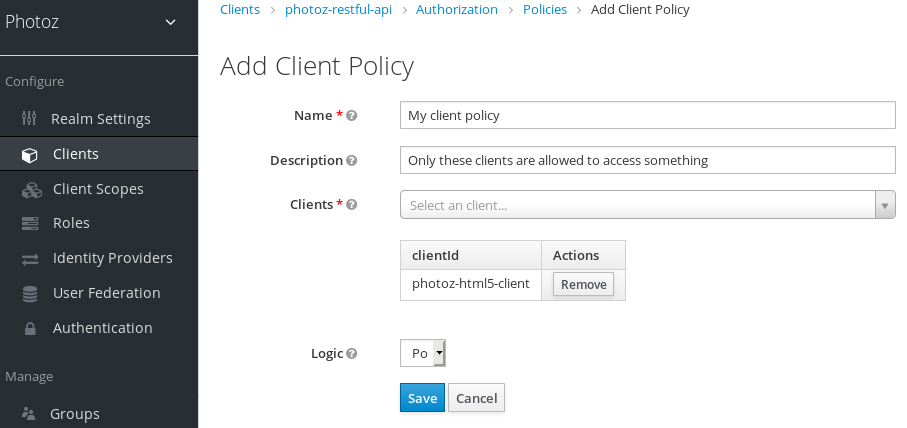 Photoz
Configure
Realm Settings
Clients
Client Scopes
Roles
Identity Providers
User Federation
Authentication
Manage
Groups
Clients > photoz-restful-api > Authorization > Policies > Add Client Policy
Add Client Policy
Name * My client policy
Description Only these clients are allowed to access something
Clients * Select an client...
clientId Actions
photoz-html5-client Remove
Logic Po
Save Cancel